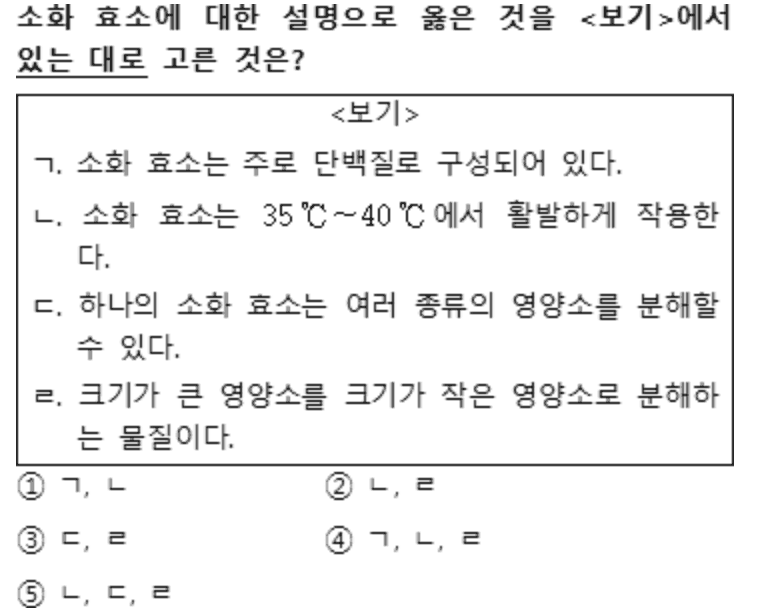 소화 효소에 대한 설명으로 옳은 것을 <보기>에서
있는 대로 고른 것은?
<보기>
ㄱ. 소화 효소는 주로 단백질로 구성되어 있다.
ㄴ. 소화 효소는 35℃~40℃에서 활발하게 작용한
다.
ㄷ. 하나의 소화 효소는 여러 종류의 영양소를 분해할
수 있다.
ㄹ. 크기가 큰 영양소를 크기가 작은 영양소로 분해하
는 물질이다.
① ㄱ, ㄴ ② ㄴ, ㄹ
③ ㄷ, ㄹ ④ ㄱ, ㄴ, ㄹ
⑤ ㄴ, ㄷ, ㄹ